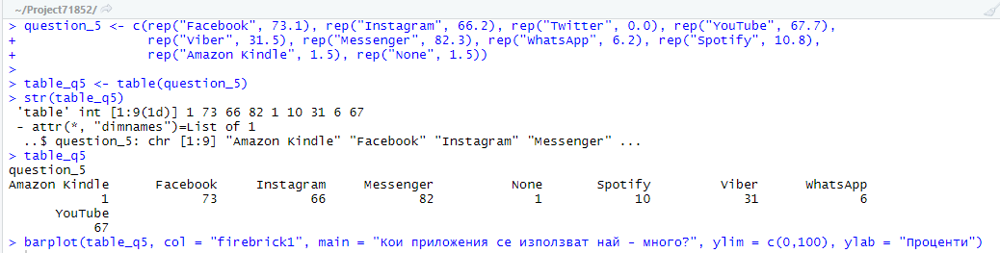 ~/Project71852/
> question_5 <- c(rep("Facebook", 73.1), rep("Instagram", 66.2), rep("Twitter", 0.0), rep("YouTube", 67.7),
+                 rep("Viber", 31.5), rep("Messenger", 82.3), rep("WhatsApp", 6.2), rep("Spotify", 10.8),
+                 rep("Amazon Kindle", 1.5), rep("None", 1.5))
>
> table_q5 <- table(question_5)
> str(table_q5)
 'table' int [1:9(1d)] 1 73 66 82 1 10 31 6 67
 - attr(*, "dimnames")=List of 1
  ..$ question_5: chr [1:9] "Amazon Kindle" "Facebook" "Instagram" "Messenger" ...
> table_q5
question_5
Amazon Kindle      Facebook     Instagram     Messenger          None       Spotify         Viber      WhatsApp
            1            73            66            82             1            10            31             6
      YouTube
           67
> barplot(table_q5, col = "firebrick1", main = "Кои приложения се използват най - много?", ylim = c(0,100), ylab = "Проценти")